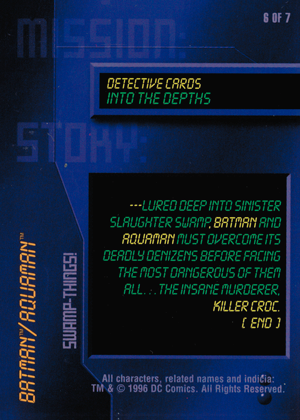 6 OF 7
MISSION:
DETECTIVE CARDS
INTO THE DEPTHS
STORY:
---LURED DEEP INTO SINISTER
SLAUGHTER SWAMP, BATMAN AND
AQUAMAN MUST OVERCOME ITS
DEADLY DENIZENS BEFORE FACING
THE MOST DANGEROUS OF THEM
ALL...THE INSANE MURDERER,
KILLER CROC.
[ END ]
BATMAN™/AQUAMAN™
SWAMP-THINGS!
All characters, related names and indicia:
TM & © 1996 DC Comics. All Rights Reserved.